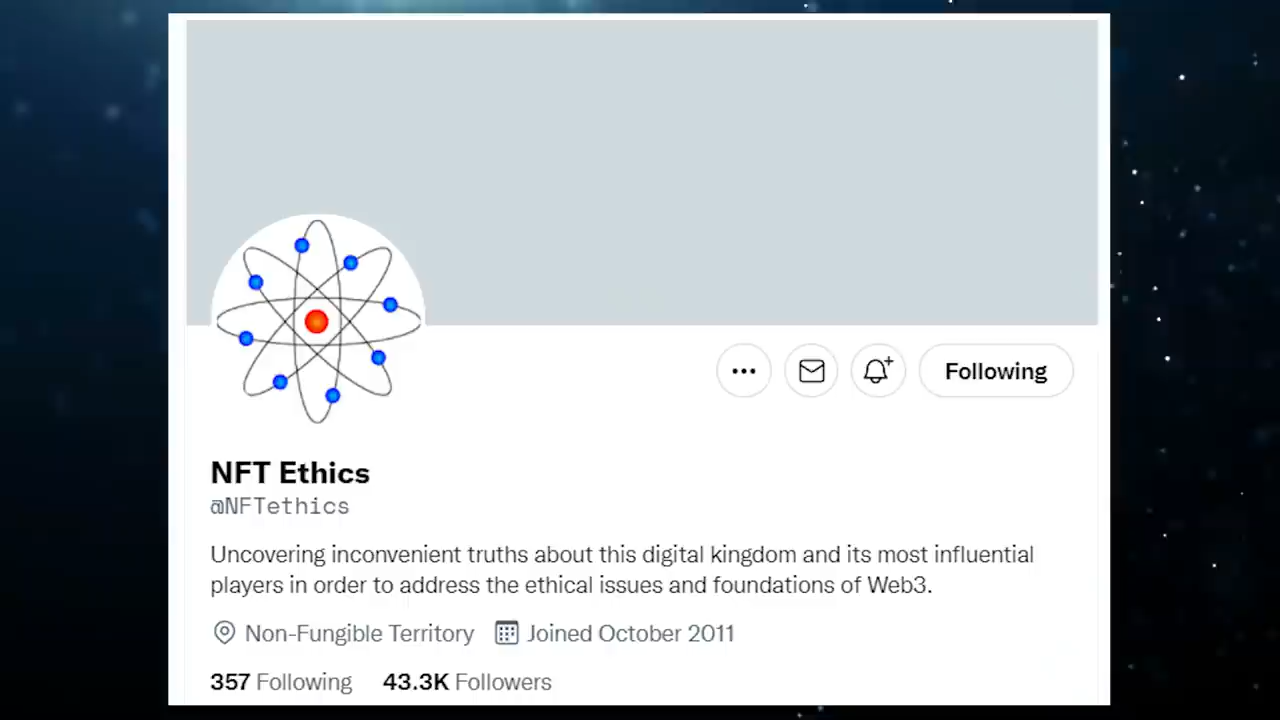 Following
NFT Ethics
@NFTethics
Uncovering inconvenient truths about this digital kingdom and its most influential
players in order to address the ethical issues and foundations of Web3.
Non-Fungible Territory Joined October 2011
357 Following 43.3K Followers